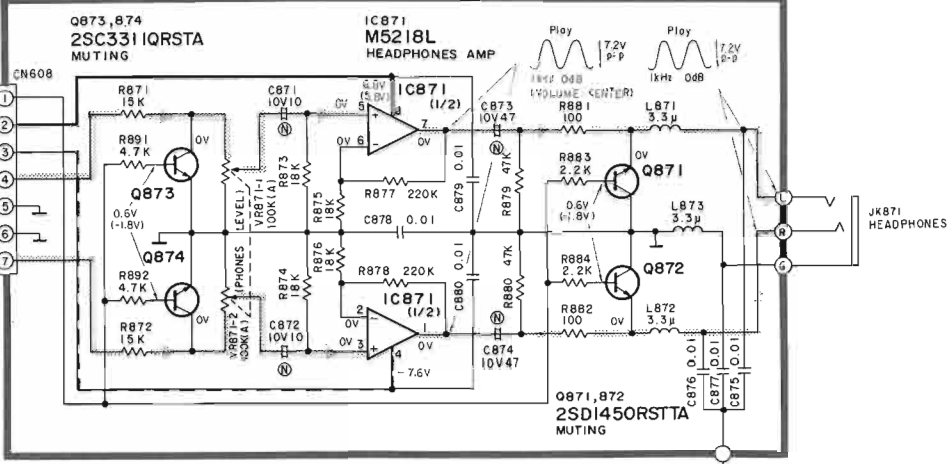 Q873,874
2SC3311QRSTA
MUTING
IC871
M5218L
HEADPHONES AMP
Play
7.2V
p-p
1kHz 0dB
(VOLUME CENTER)
Play
7.2V
p-p
1kHz 0dB
CN608
1
2
3
4
5
6
7
R871
15K
R891
4.7K
Q873
0V
0.6V
(-1.8V)
Q874
R892
4.7K
R872
15K
0V
(PHONES LEVEL)
VR871-1
100K(A)
VR871-2
100K(A)
C871
10V10
N
R873
18K
R874
18K
C872
10V10
N
R875
18K
R876
18K
0V
5
0V
6
8
IC871
(1/2)
7
0V
R877 220K
C878 0.01
R878 220K
IC871
(1/2)
2
0V
0V
3
4
1
0V
-7.6V
C879 0.01
C880 0.01
C873
10V47
N
N
C874
10V47
R879 47K
R880 47K
R881
100
R883
2.2K
Q871
0V
0.6V
(-1.8V)
R884
2.2K
Q872
0V
R882
100
L871
3.3μ
L873
3.3μ
L872
3.3μ
C876 0.01
C877 0.01
C875 0.01
L
R
G
JK871
HEADPHONES
Q871,872
2SD1450RSTTA
MUTING